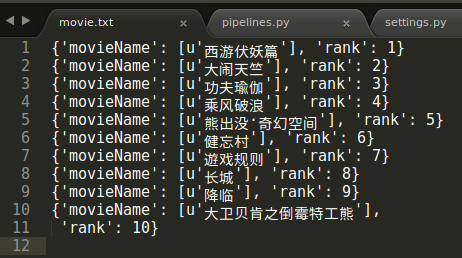 movie.txt × pipelines.py × settings.py
1 {'movieName': [u'西游伏妖篇'], 'rank': 1}
2 {'movieName': [u'大闹天竺'], 'rank': 2}
3 {'movieName': [u'功夫瑜伽'], 'rank': 3}
4 {'movieName': [u'乘风破浪'], 'rank': 4}
5 {'movieName': [u'熊出没·奇幻空间'], 'rank': 5}
6 {'movieName': [u'健忘村'], 'rank': 6}
7 {'movieName': [u'遊戏规则'], 'rank': 7}
8 {'movieName': [u'长城'], 'rank': 8}
9 {'movieName': [u'降临'], 'rank': 9}
10 {'movieName': [u'大卫贝肯之倒霉特工熊'],
11 'rank': 10}
12